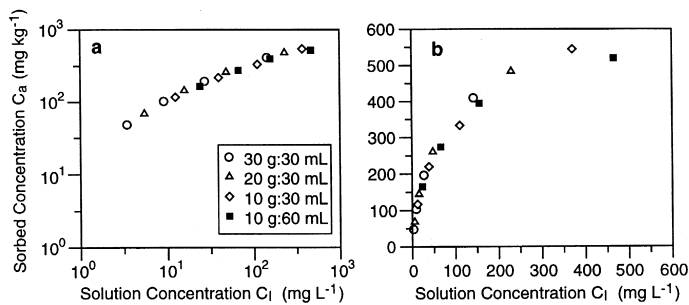 a
Sorbed Concentration Cₐ (mg kg⁻¹)
10³
10²
10¹
10⁰
10⁰ 10¹ 10² 10³
Solution Concentration Cₗ (mg L⁻¹)
30 g:30 mL
20 g:30 mL
10 g:30 mL
10 g:60 mL
b
600
500
400
300
200
100
0
0 100 200 300 400 500 600
Solution Concentration Cₗ (mg L⁻¹)